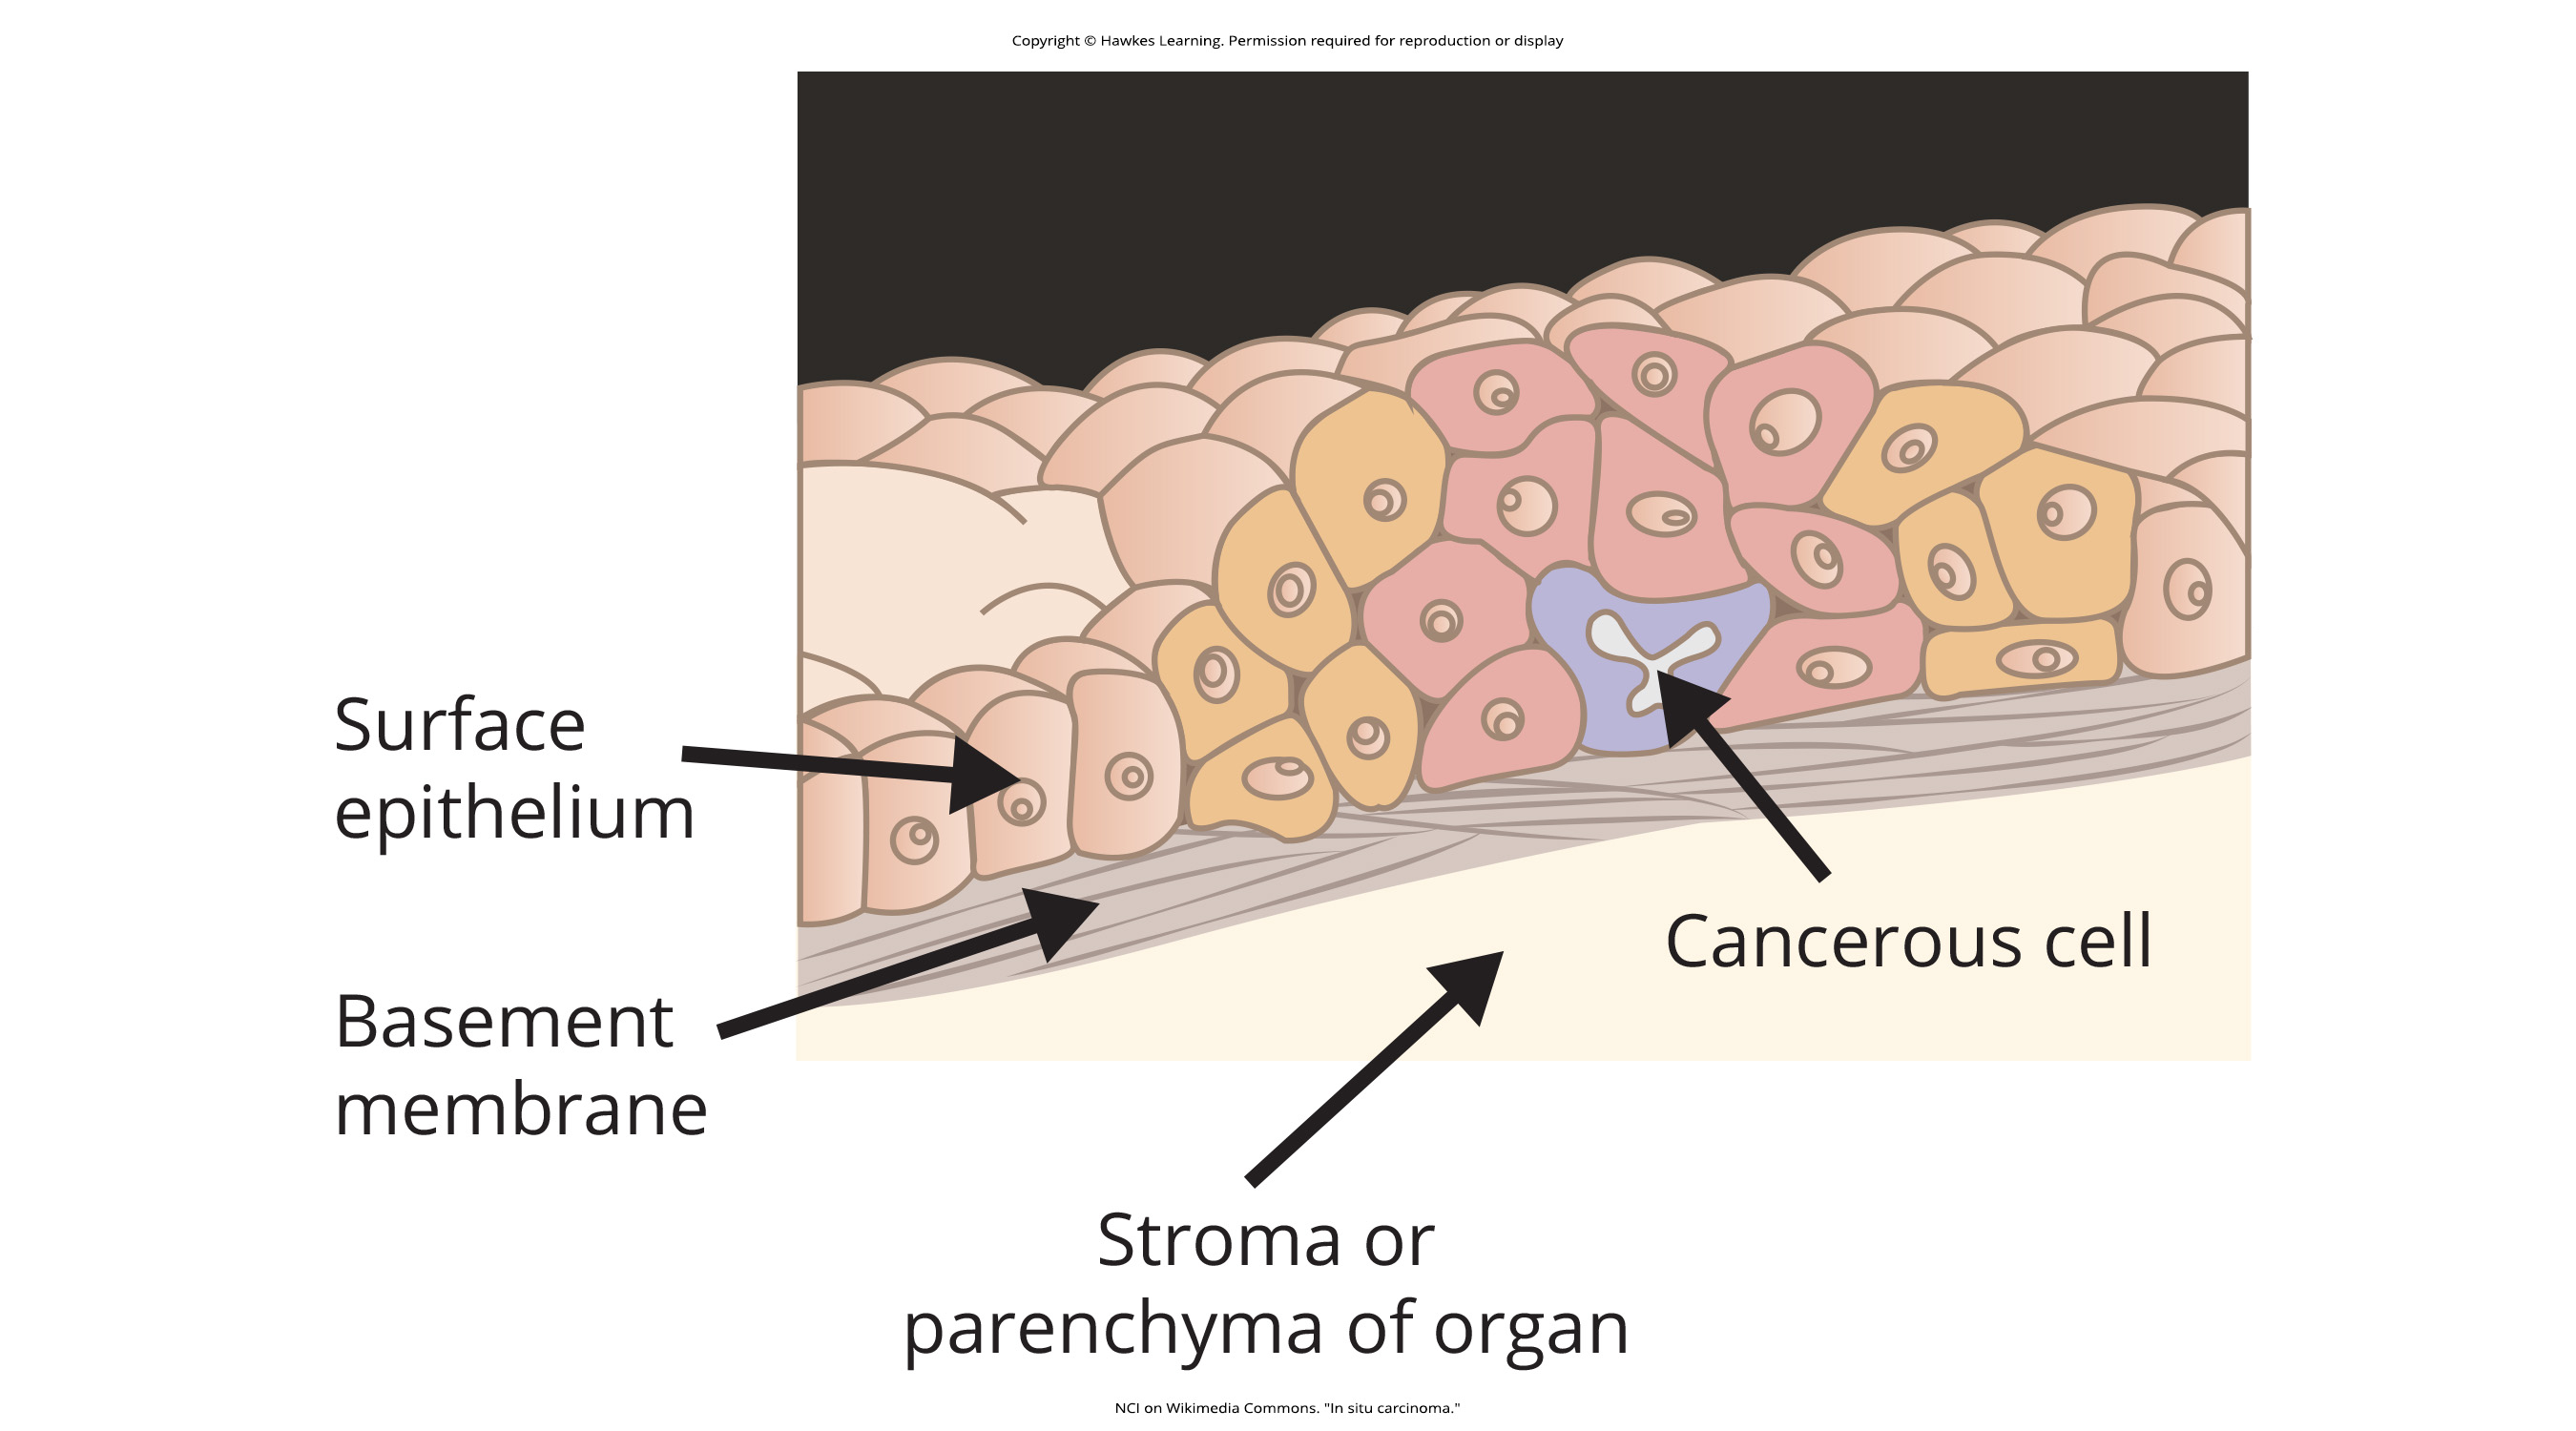 Copyright © Hawkes Learning. Permission required for reproduction or display
Surface
epithelium
Basement
membrane
Cancerous cell
Stroma or
parenchyma of organ
NCI on Wikimedia Commons. "In situ carcinoma."